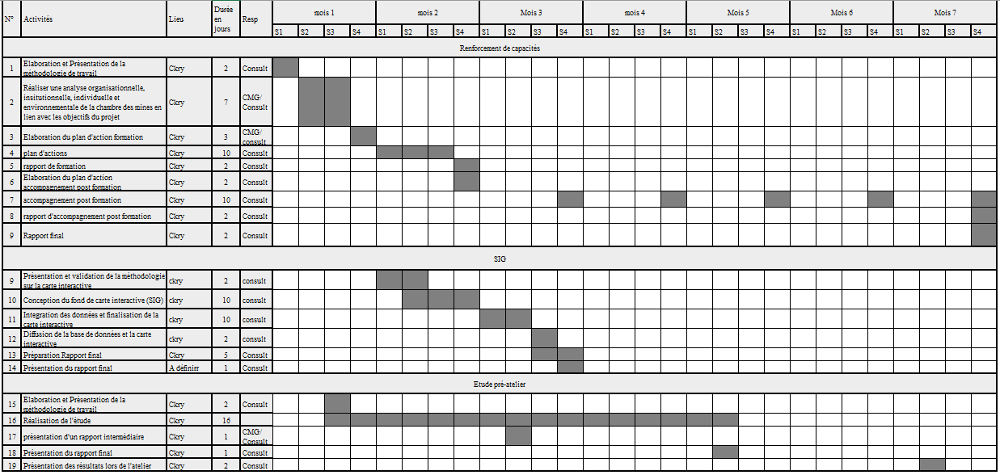 N° Activités Lieu Durée en jours Resp mois 1 mois 2 Mois 3 mois 4 Mois 5 Mois 6 Mois 7
S1 S2 S3 S4 S1 S2 S3 S4 S1 S2 S3 S4 S1 S2 S3 S4 S1 S2 S3 S4 S1 S2 S3 S4 S1 S2 S3 S4
Renforcement de capacités
1 Elaboration et Présentation de la méthodologie de travail Ckry 2 Consult
2 Réaliser une analyse organisationnelle, insitutionnelle, individuelle et environnementale de la chambre des mines en lien avec les objectifs du projet Ckry 7 CMG/ Consult
3 Elaboration du plan d'action formation Ckry 3 CMG/ consult
4 plan d'actions Ckry 10 Consult
5 rapport de formation Ckry 2 Consult
6 Elaboration du plan d'action accompagnement post formation Ckry 2 Consult
7 accompagnement post formation Ckry 10 Consult
8 rapport d'accompagnement post formation Ckry 2 Consult
9 Rapport final Ckry 2 Consult
SIG
9 Présentation et validation de la méthodologie sur la carte interactive ckry 2 consult
10 Conception du fond de carte interactive (SIG) ckry 10 consult
11 Integration des données et finalisation de la carte interactive ckry 10 consult
12 Diffusion de la base de données et la carte interactive ckry 2 consult
13 Préparation Rapport final Ckry 5 Consult
14 Présentation du rapport final A définirr 1 Consult
Etude pré-atelier
15 Elaboration et Présentation de la méthodologie de travail Ckry 2 Consult
16 Réalisation de l'étude Ckry 16
17 présentation d'un rapport intermédiaire Ckry 1 CMG/ Consult
18 Présentation du rapport final Ckry 1 Consult
19 Présentation des résultats lors de l'atelier Ckry 2 Consult